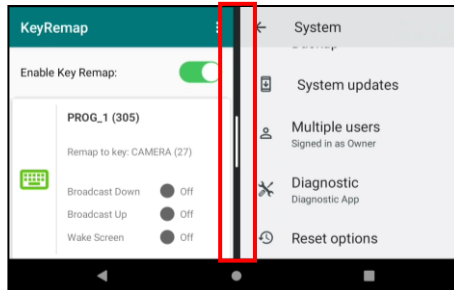 KeyRemap
Enable Key Remap:
PROG_1 (305)
Remap to key: CAMERA (27)
Broadcast Down Off
Broadcast Up Off
Wake Screen Off
System
System updates
Multiple users
Signed in as Owner
Diagnostic
Diagnostic App
Reset options